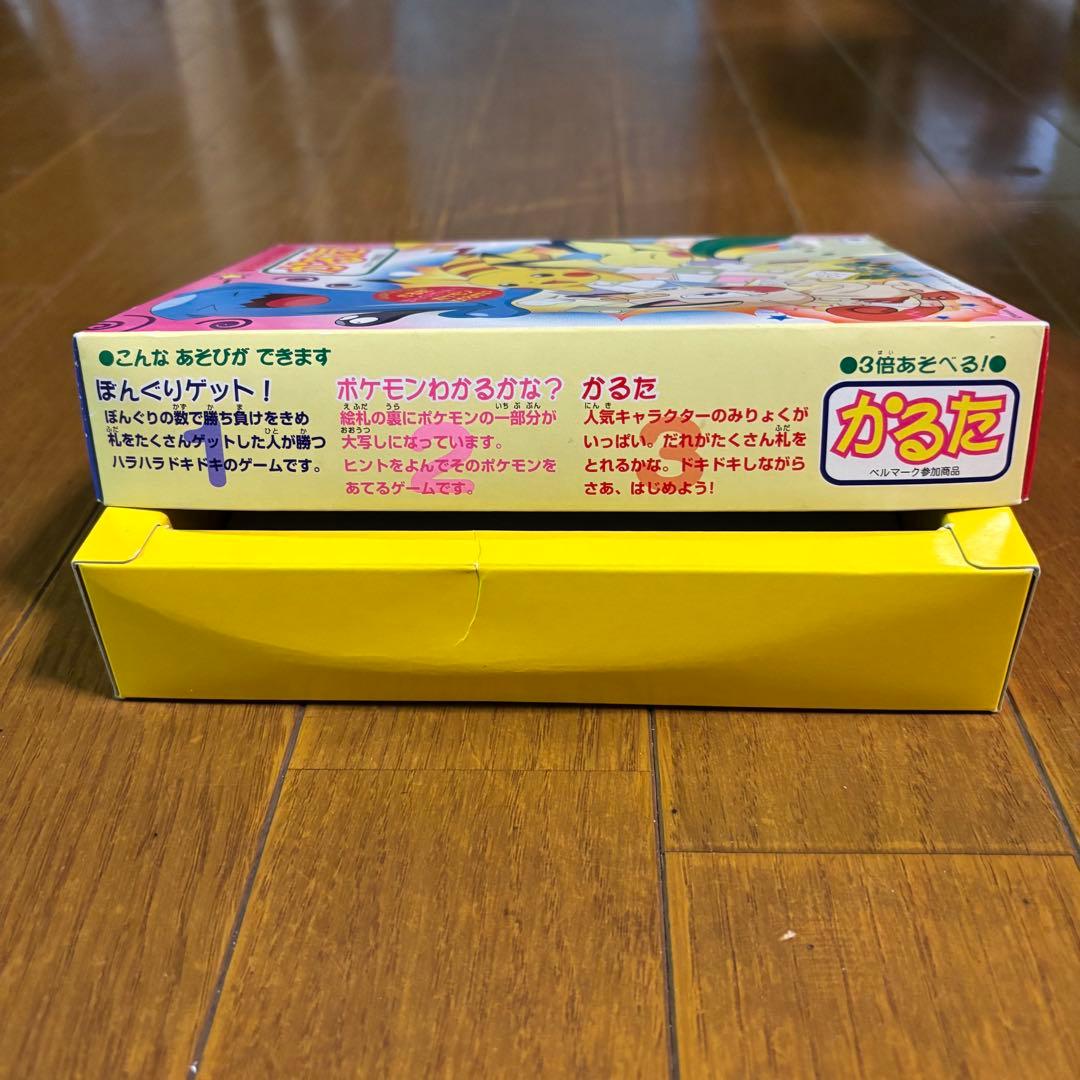 ●こんな あそびが できます
ぼんぐりゲット！
ぼんぐりの数で勝ち負けをきめ
札をたくさんゲットした人が勝つ
ハラハラドキドキのゲームです。
1
ポケモンわかるかな？
絵札の裏にポケモンの一部分が
大写しになっています。
ヒントをよんでそのポケモンを
あてるゲームです。
2
かるた
人気キャラクターのみりょくが
いっぱい。だれがたくさん札を
とれるかな。ドキドキしながら
さあ、はじめよう！
3
●3倍あそべる！●
かるた
ベルマーク参加商品